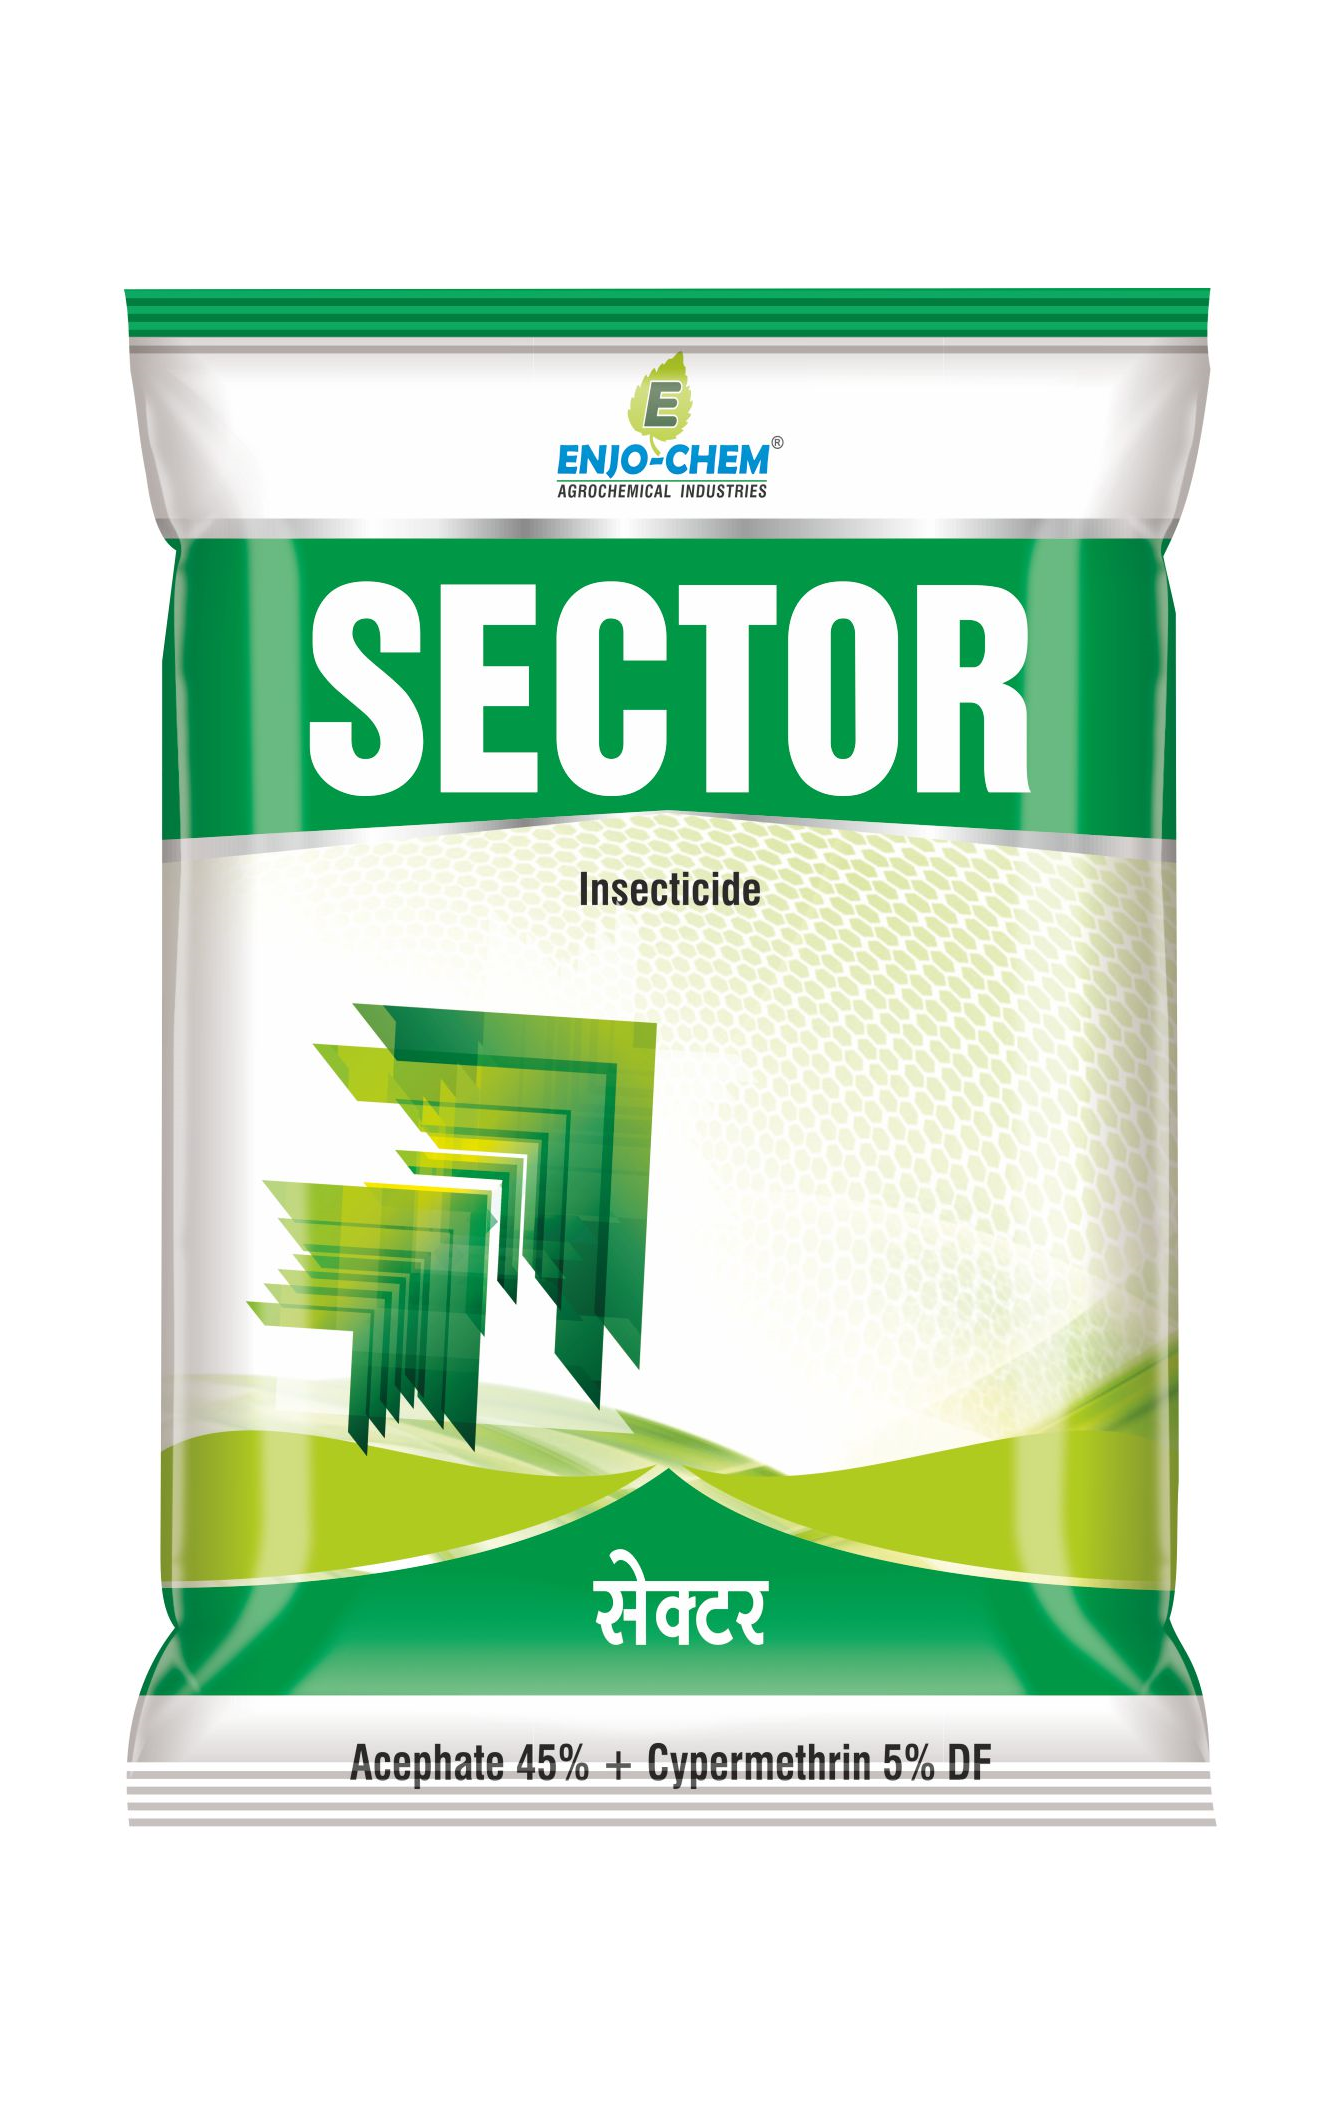 E
ENJO-CHEM®
AGROCHEMICAL INDUSTRIES
SECTOR
Insecticide
सेक्टर
Acephate 45% + Cypermethrin 5% DF